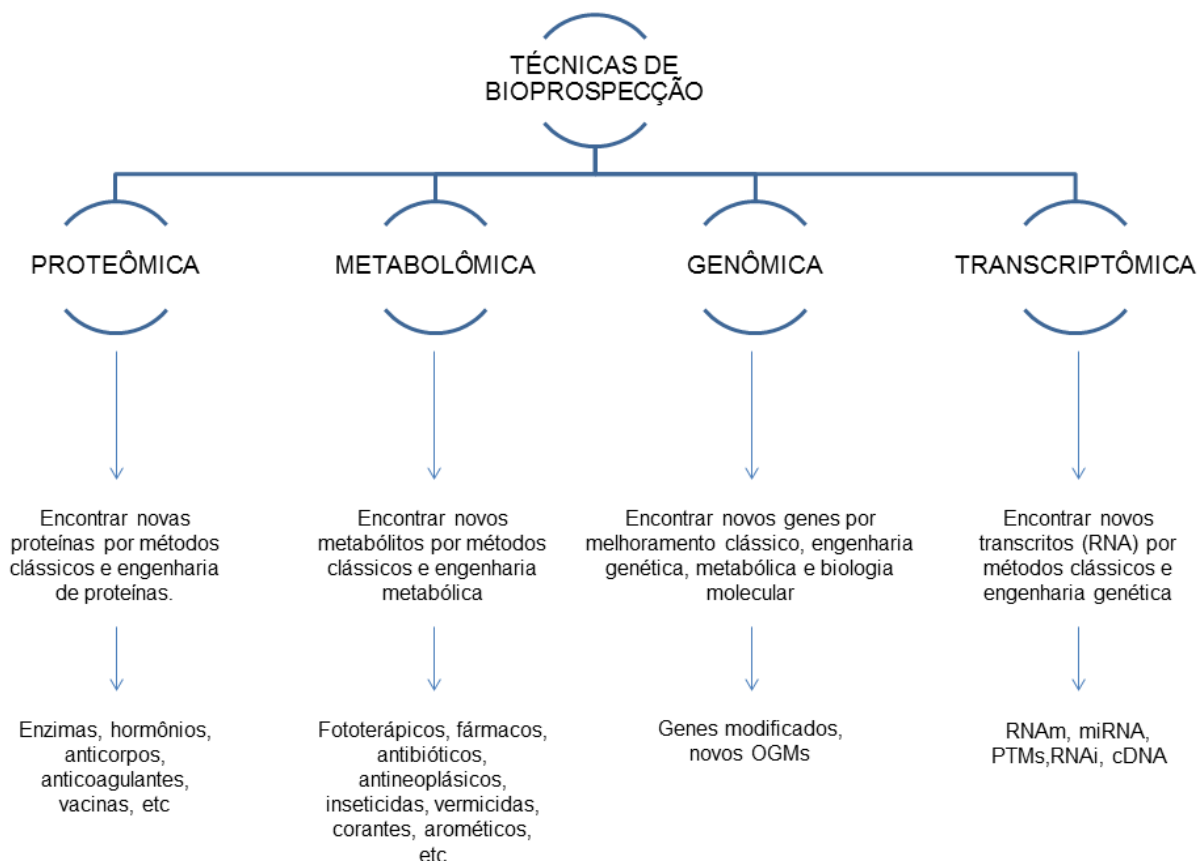 TÉCNICAS DE
BIOPROSPECÇÃO
PROTEÔMICA
METABOLÔMICA
GENÔMICA
TRANSCRIPTÔMICA
Encontrar novas
proteínas por métodos
clássicos e engenharia
de proteínas.
Encontrar novos
metabólitos por métodos
clássicos e engenharia
metabólica
Encontrar novos genes por
melhoramento clássico, engenharia
genética, metabólica e biologia
molecular
Encontrar novos
transcritos (RNA) por
métodos clássicos e
engenharia genética
Enzimas, hormônios,
anticorpos,
anticoagulantes,
vacinas, etc
Fototerápicos, fármacos,
antibióticos,
antineoplásicos,
inseticidas, vermicidas,
corantes, arométicos,
etc
Genes modificados,
novos OGMs
RNAm, miRNA,
PTMs,RNAi, cDNA